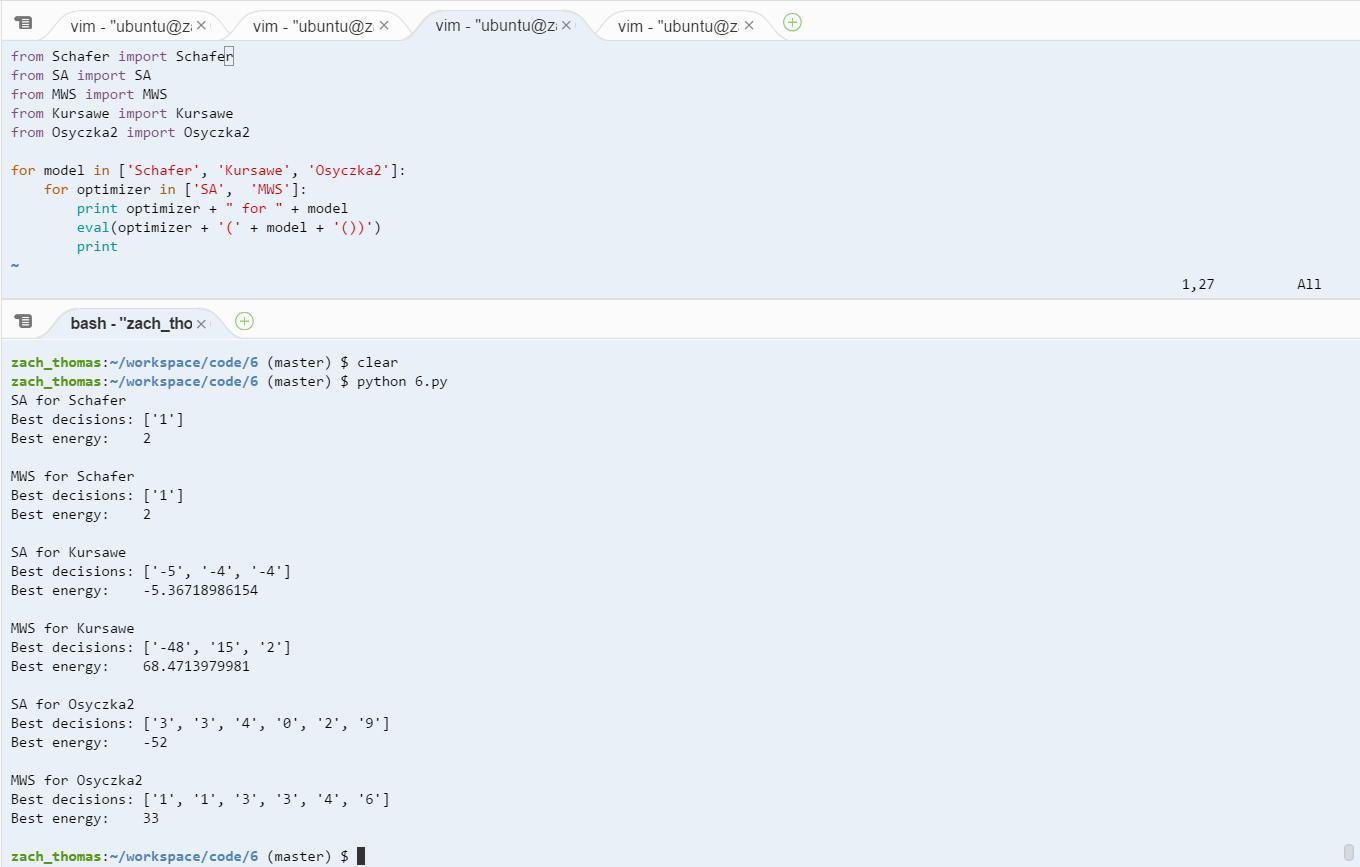 vim - "ubuntu@z vim - "ubuntu@z vim - "ubuntu@z vim - "ubuntu@z
from Schafer import Schafer
from SA import SA
from MWS import MWS
from Kursawe import Kursawe
from Osyczka2 import Osyczka2
for model in ['Schafer', 'Kursawe', 'Osyczka2']:
    for optimizer in ['SA',  'MWS']:
        print optimizer + " for " + model
        eval(optimizer + '(' + model + '())')
        print
~
1,27 All
bash - "zach_tho
zach_thomas:~/workspace/code/6 (master) $ clear
zach_thomas:~/workspace/code/6 (master) $ python 6.py
SA for Schafer
Best decisions: ['1']
Best energy:    2
MWS for Schafer
Best decisions: ['1']
Best energy:    2
SA for Kursawe
Best decisions: ['-5', '-4', '-4']
Best energy:    -5.36718986154
MWS for Kursawe
Best decisions: ['-48', '15', '2']
Best energy:    68.4713979981
SA for Osyczka2
Best decisions: ['3', '3', '4', '0', '2', '9']
Best energy:    -52
MWS for Osyczka2
Best decisions: ['1', '1', '3', '3', '4', '6']
Best energy:    33
zach_thomas:~/workspace/code/6 (master) $